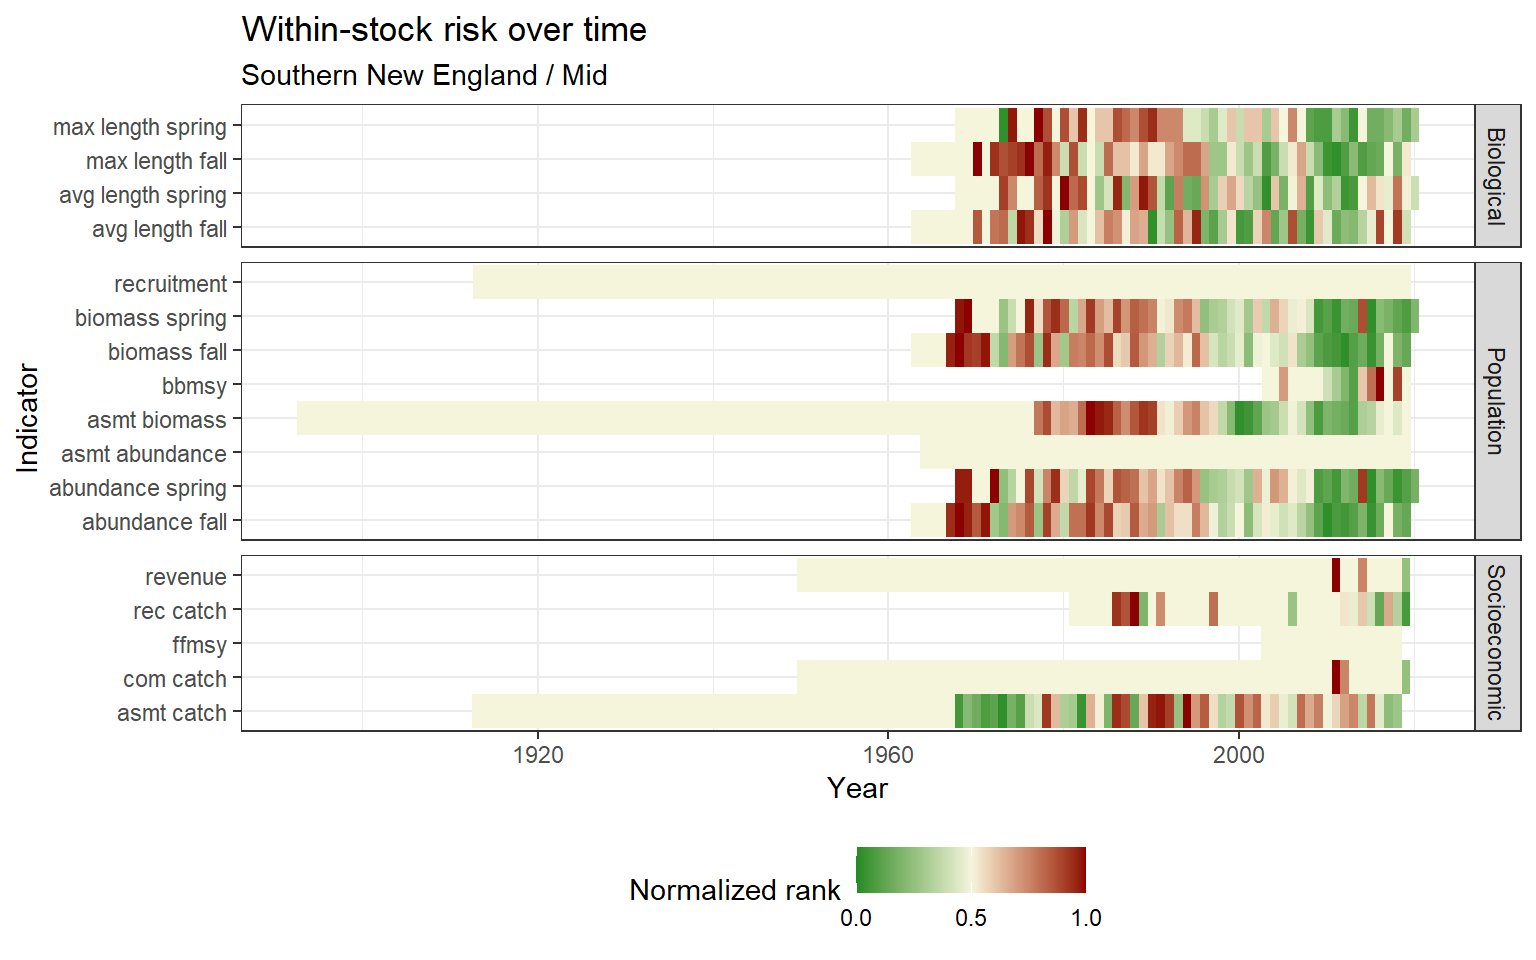 Within-stock risk over time
Southern New England / Mid
max length spring
max length fall
avg length spring
avg length fall
Biological
recruitment
biomass spring
biomass fall
bbmsy
asmt biomass
asmt abundance
abundance spring
abundance fall
Population
revenue
rec catch
ffmsy
com catch
asmt catch
Socioeconomic
Indicator
1920 1960 2000
Year
Normalized rank
0.0 0.5 1.0